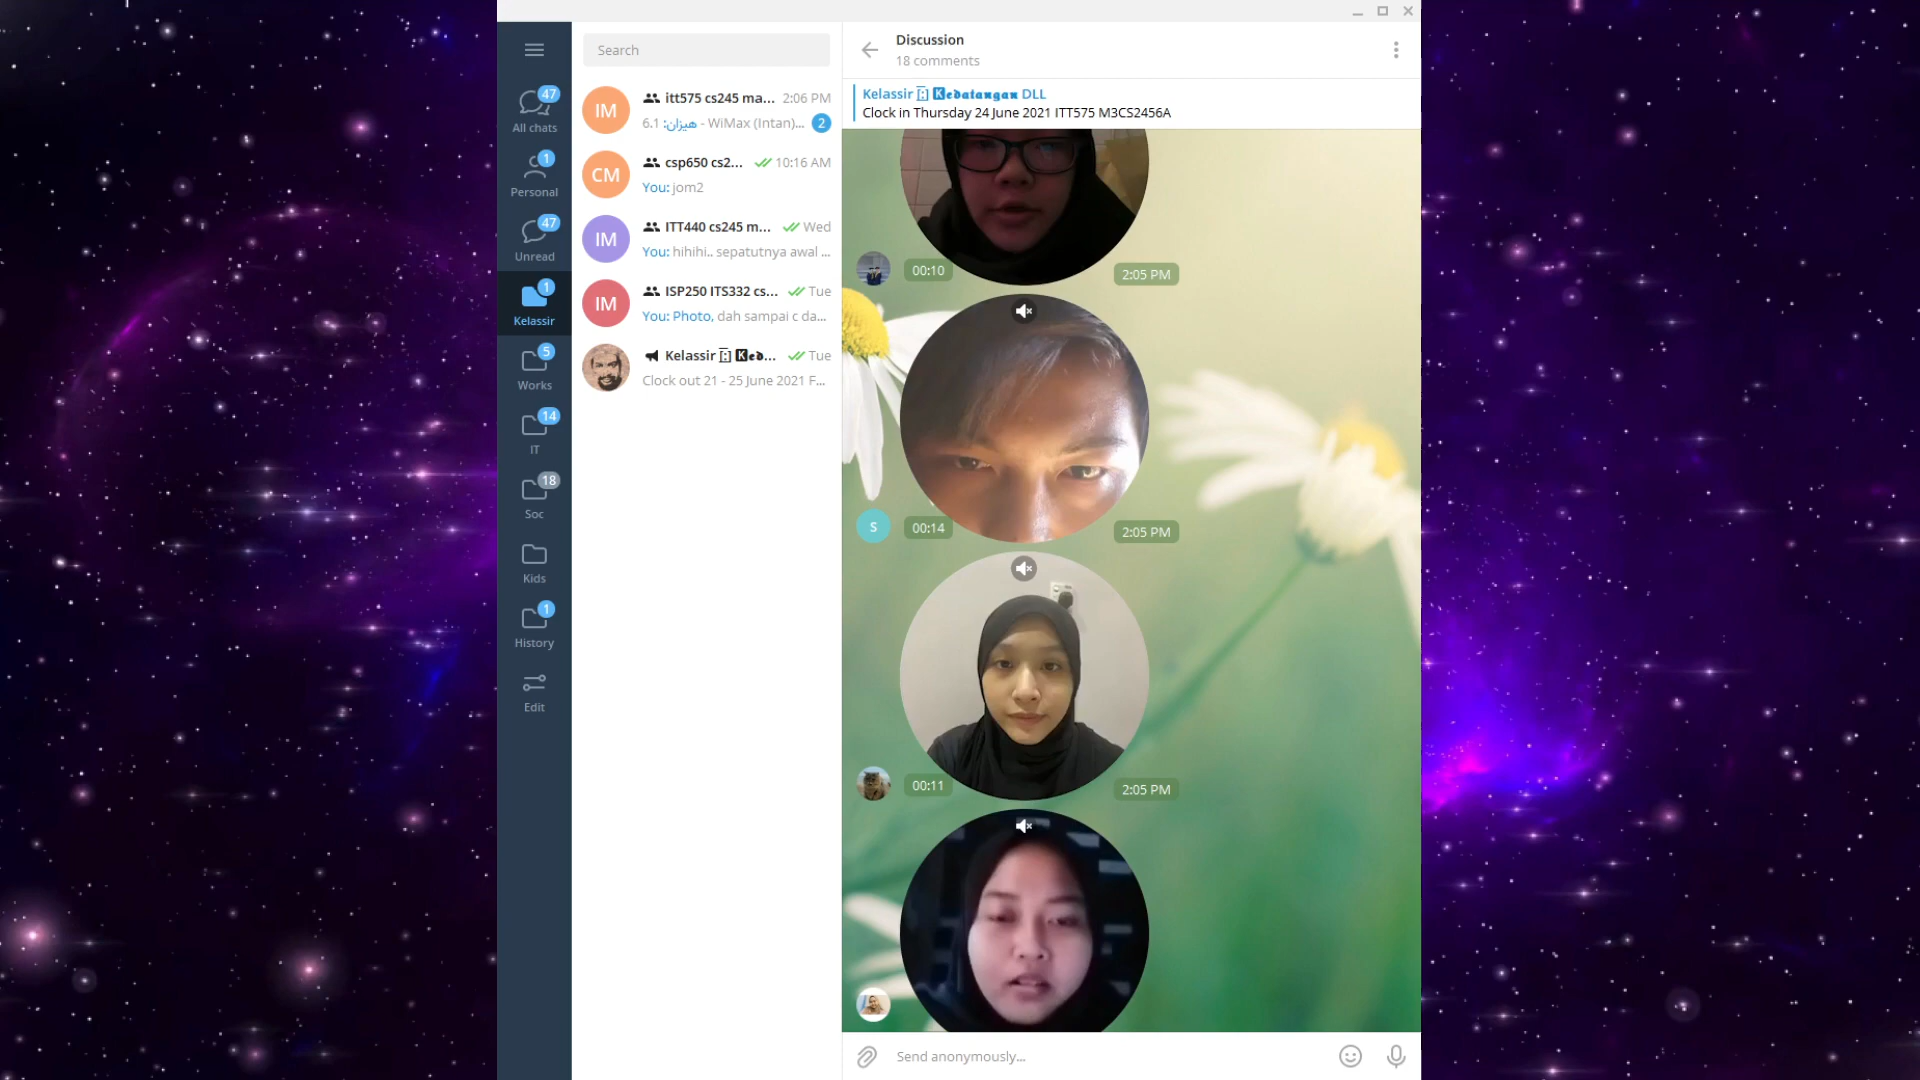 Search
All chats
47
Personal
1
Unread
47
Kelassir
1
Works
5
IT
14
Soc
18
Kids
History
1
Edit
IM
itt575 cs245 ma... 2:06 PM
6.1 هيزان: - WiMax (Intan)... 2
CM
csp650 cs2... 10:16 AM
You: jom2
IM
ITT440 cs245 m... Wed
You: hihihi.. sepatutnya awal ...
IM
ISP250 ITS332 cs... Tue
You: Photo, dah sampai c da...
Kelassir [:] 🅺𝖊𝖉... Tue
Clock out 21 - 25 June 2021 F...
Discussion
18 comments
Kelassir [:] 🅺𝖊𝖉𝖆𝖙𝖆𝖓𝖌𝖆𝖓 DLL
Clock in Thursday 24 June 2021 ITT575 M3CS2456A
00:10 2:05 PM
S 00:14 2:05 PM
00:11 2:05 PM
Send anonymously...